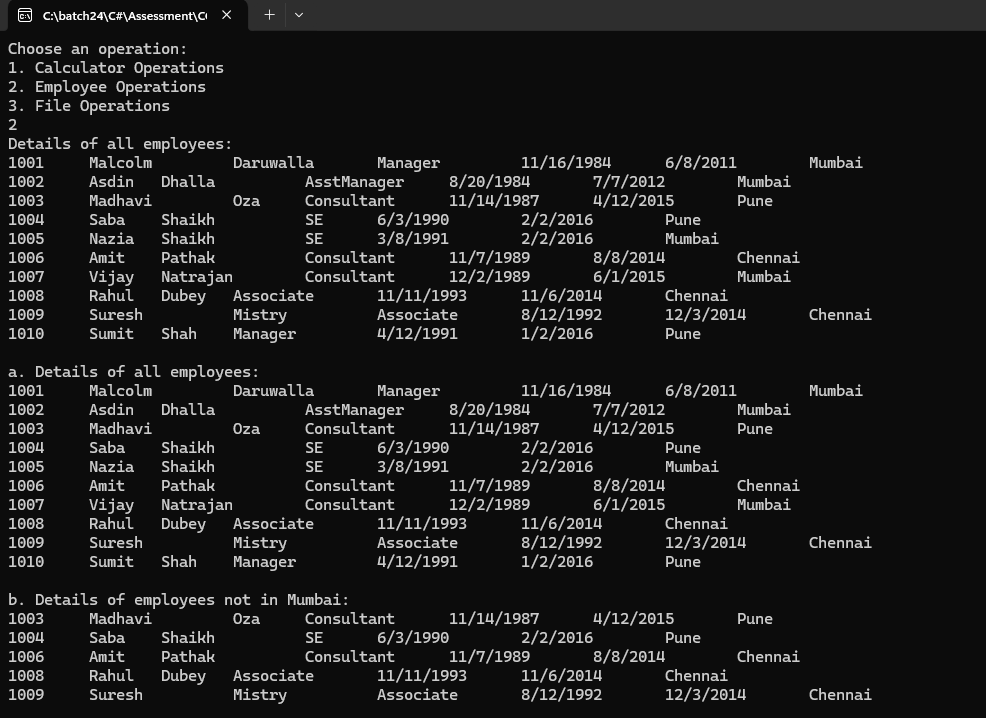 C:\batch24\C#\Assessment\C
Choose an operation:
1. Calculator Operations
2. Employee Operations
3. File Operations
2
Details of all employees:
1001 Malcolm Daruwalla Manager 11/16/1984 6/8/2011 Mumbai
1002 Asdin Dhalla AsstManager 8/20/1984 7/7/2012 Mumbai
1003 Madhavi Oza Consultant 11/14/1987 4/12/2015 Pune
1004 Saba Shaikh SE 6/3/1990 2/2/2016 Pune
1005 Nazia Shaikh SE 3/8/1991 2/2/2016 Mumbai
1006 Amit Pathak Consultant 11/7/1989 8/8/2014 Chennai
1007 Vijay Natrajan Consultant 12/2/1989 6/1/2015 Mumbai
1008 Rahul Dubey Associate 11/11/1993 11/6/2014 Chennai
1009 Suresh Mistry Associate 8/12/1992 12/3/2014 Chennai
1010 Sumit Shah Manager 4/12/1991 1/2/2016 Pune
a. Details of all employees:
1001 Malcolm Daruwalla Manager 11/16/1984 6/8/2011 Mumbai
1002 Asdin Dhalla AsstManager 8/20/1984 7/7/2012 Mumbai
1003 Madhavi Oza Consultant 11/14/1987 4/12/2015 Pune
1004 Saba Shaikh SE 6/3/1990 2/2/2016 Pune
1005 Nazia Shaikh SE 3/8/1991 2/2/2016 Mumbai
1006 Amit Pathak Consultant 11/7/1989 8/8/2014 Chennai
1007 Vijay Natrajan Consultant 12/2/1989 6/1/2015 Mumbai
1008 Rahul Dubey Associate 11/11/1993 11/6/2014 Chennai
1009 Suresh Mistry Associate 8/12/1992 12/3/2014 Chennai
1010 Sumit Shah Manager 4/12/1991 1/2/2016 Pune
b. Details of employees not in Mumbai:
1003 Madhavi Oza Consultant 11/14/1987 4/12/2015 Pune
1004 Saba Shaikh SE 6/3/1990 2/2/2016 Pune
1006 Amit Pathak Consultant 11/7/1989 8/8/2014 Chennai
1008 Rahul Dubey Associate 11/11/1993 11/6/2014 Chennai
1009 Suresh Mistry Associate 8/12/1992 12/3/2014 Chennai